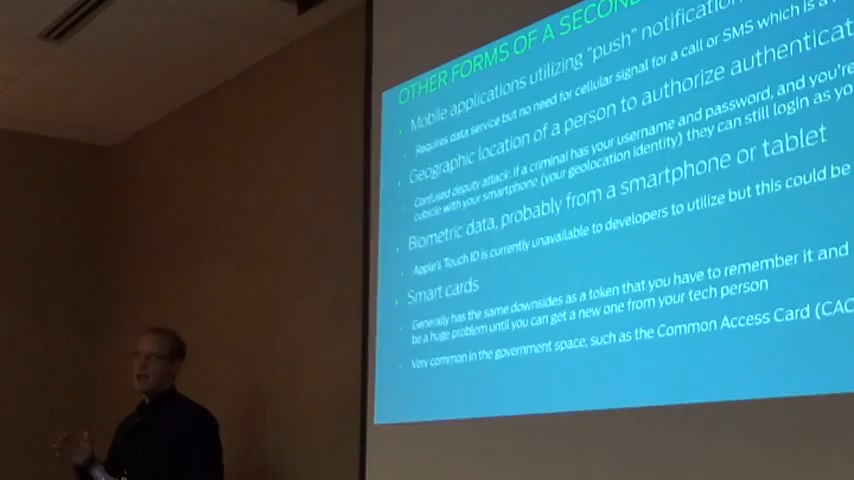 OTHER FORMS OF A SECOND
Mobile applications utilizing "push" notification
Requires data service but no need for cellular signal for a call or SMS which is a
Geographic location of a person to authorize authenticat
Confused deputy attack: If a criminal has your username and password, and you're
cubicle with your smartphone (your geolocation identity) they can still login as yo
Biometric data, probably from a smartphone or tablet
Apple's Touch ID is currently unavailable to developers to utilize but this could be
Smart cards
Generally has the same downsides as a token that you have to remember it and
be a huge problem until you can get a new one from your tech person
Very common in the government space, such as the Common Access Card (CAC